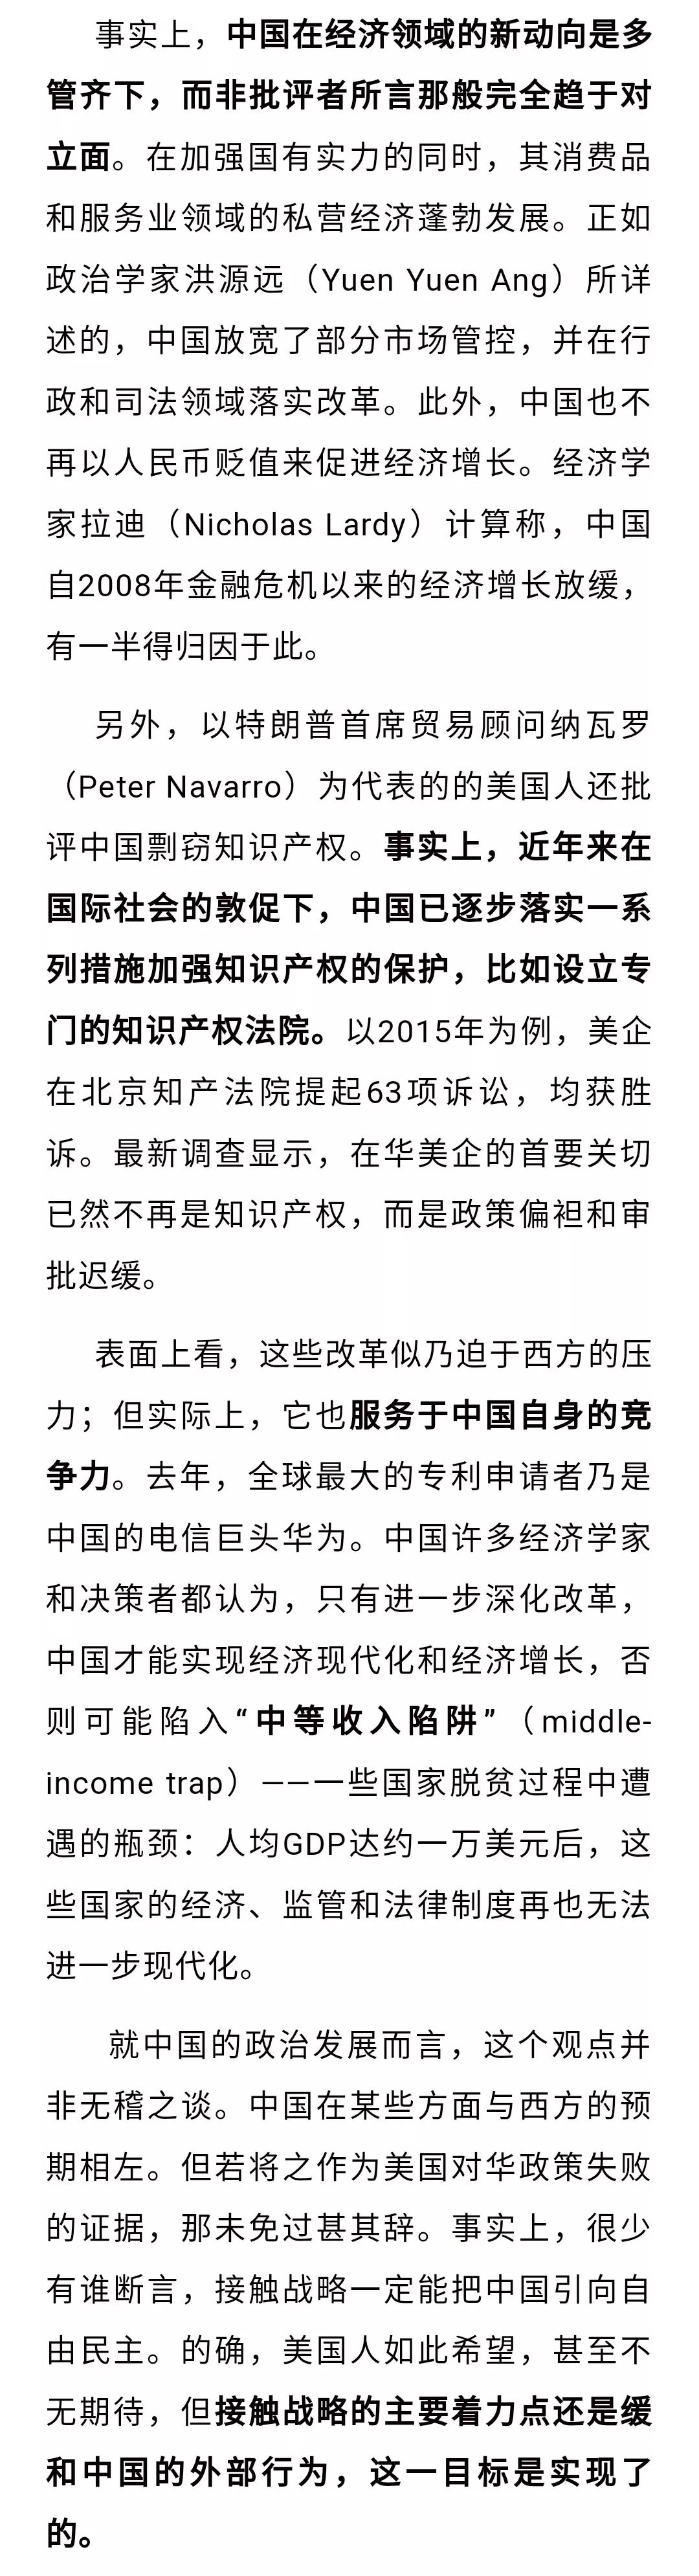 事实上，中国在经济领域的新动向是多
管齐下，而非批评者所言那般完全趋于对
立面。在加强国有实力的同时，其消费品
和服务业领域的私营经济蓬勃发展。正如
政治学家洪源远（Yuen Yuen Ang）所详
述的，中国放宽了部分市场管控，并在行
政和司法领域落实改革。此外，中国也不
再以人民币贬值来促进经济增长。经济学
家拉迪（Nicholas Lardy）计算称，中国
自2008年金融危机以来的经济增长放缓，
有一半得归因于此。
另外，以特朗普首席贸易顾问纳瓦罗
（Peter Navarro）为代表的的美国人还批
评中国剽窃知识产权。事实上，近年来在
国际社会的敦促下，中国已逐步落实一系
列措施加强知识产权的保护，比如设立专
门的知识产权法院。以2015年为例，美企
在北京知产法院提起63项诉讼，均获胜
诉。最新调查显示，在华美企的首要关切
已然不再是知识产权，而是政策偏袒和审
批迟缓。
表面上看，这些改革似乃迫于西方的压
力；但实际上，它也服务于中国自身的竞
争力。去年，全球最大的专利申请者乃是
中国的电信巨头华为。中国许多经济学家
和决策者都认为，只有进一步深化改革，
中国才能实现经济现代化和经济增长，否
则可能陷入“中等收入陷阱”（middle-
income trap）——一些国家脱贫过程中遭
遇的瓶颈：人均GDP达约一万美元后，这
些国家的经济、监管和法律制度再也无法
进一步现代化。
就中国的政治发展而言，这个观点并
非无稽之谈。中国在某些方面与西方的预
期相左。但若将之作为美国对华政策失败
的证据，那未免过甚其辞。事实上，很少
有谁断言，接触战略一定能把中国引向自
由民主。的确，美国人如此希望，甚至不
无期待，但接触战略的主要着力点还是缓
和中国的外部行为，这一目标是实现了
的。